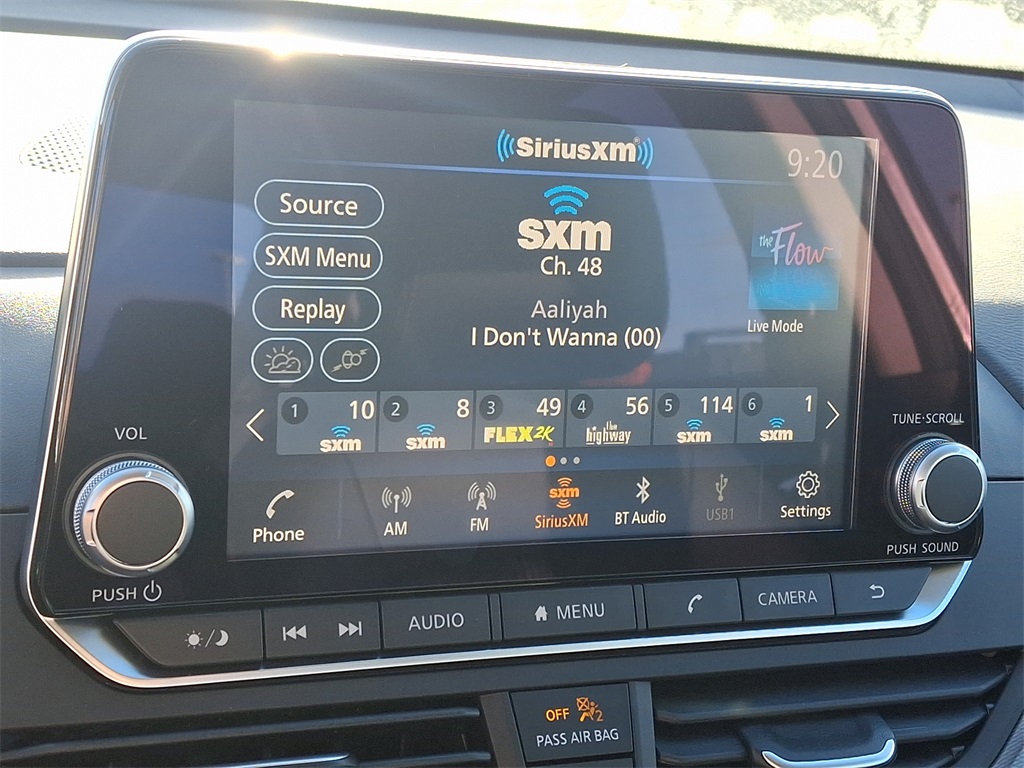 SiriusXM®
9:20
Source
SXM Menu
Replay
sxm
Ch. 48
Aaliyah
I Don't Wanna (00)
the Flow
Live Mode
1 10 sxm
2 8 sxm
3 49 FLEX2K
4 56 the highway
5 114 sxm
6 1 sxm
Phone
AM
FM
sxm
SiriusXM
BT Audio
USB1
Settings
VOL
PUSH
TUNE·SCROLL
PUSH SOUND
AUDIO
MENU
CAMERA
OFF 2
PASS AIR BAG